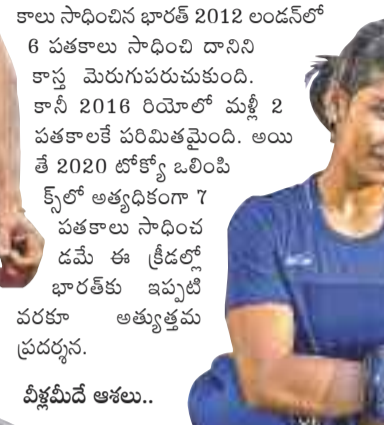 కాలు సాధించిన భారత్ 2012 లండన్‌లో
6 పతకాలు సాధించి దానిని
కాస్త మెరుగుపరుచుకుంది.
కానీ 2016 రియోలో మళ్లీ 2
పతకాలకే పరిమితమైంది. అయి
తే 2020 టోక్యో ఒలింపి
క్స్‌లో అత్యధికంగా 7
పతకాలు సాధించ
డమే ఈ క్రీడల్లో
భారత్‌కు ఇప్పటి
వరకూ అత్యుత్తమ
ప్రదర్శన.
వీళ్లమీదే ఆశలు..